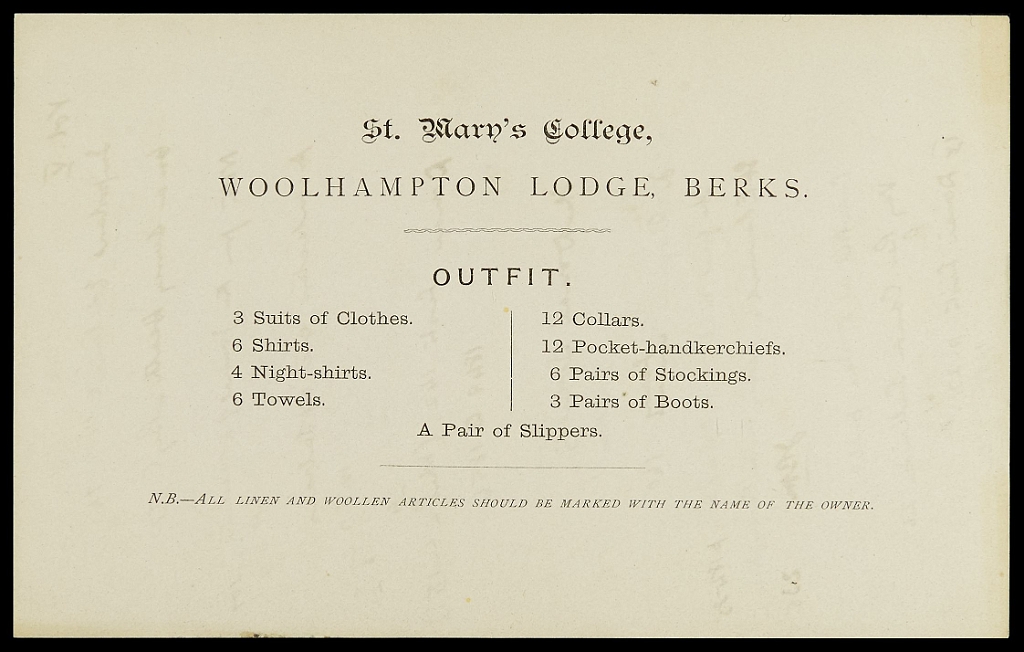 St. Mary's College,
WOOLHAMPTON LODGE, BERKS.
OUTFIT.
3 Suits of Clothes.
6 Shirts.
4 Night-shirts.
6 Towels.
12 Collars.
12 Pocket-handkerchiefs.
6 Pairs of Stockings.
3 Pairs of Boots.
A Pair of Slippers.
N.B.—ALL LINEN AND WOOLLEN ARTICLES SHOULD BE MARKED WITH THE NAME OF THE OWNER.